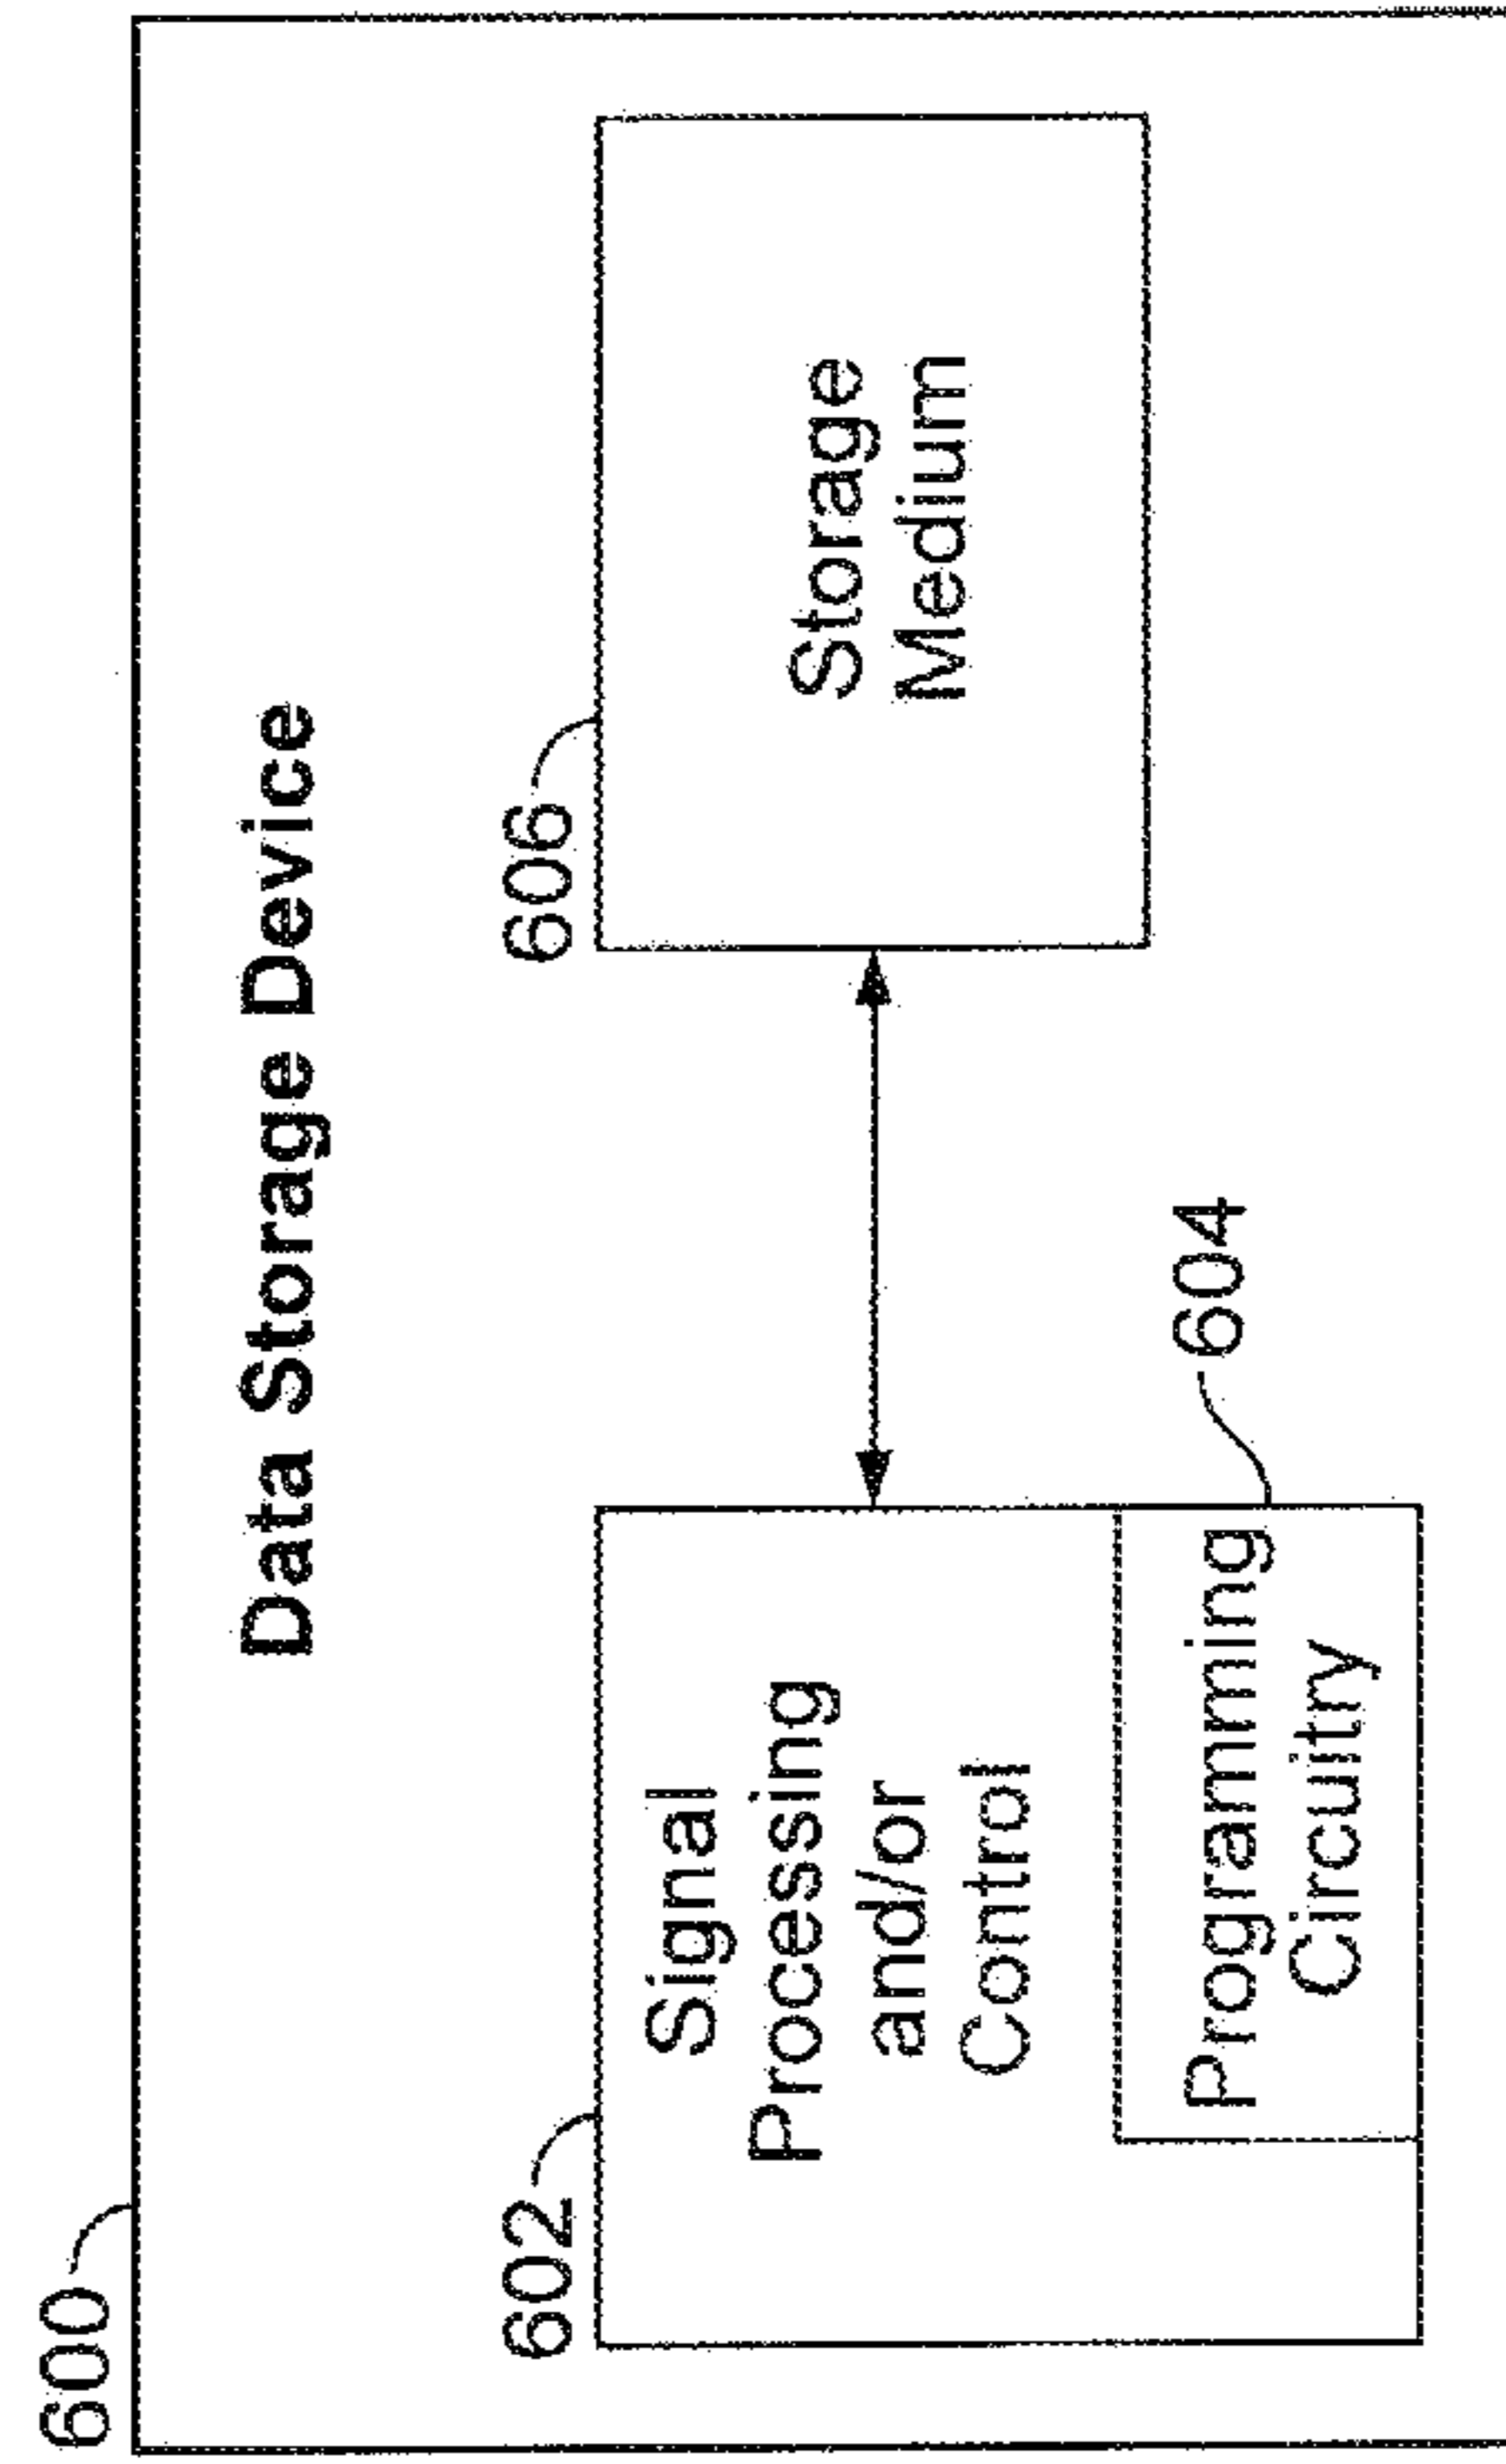 600
Data Storage Device
602
Signal
Processing
and/or
Control
Programming
Circuitry
604
606
Storage
Medium